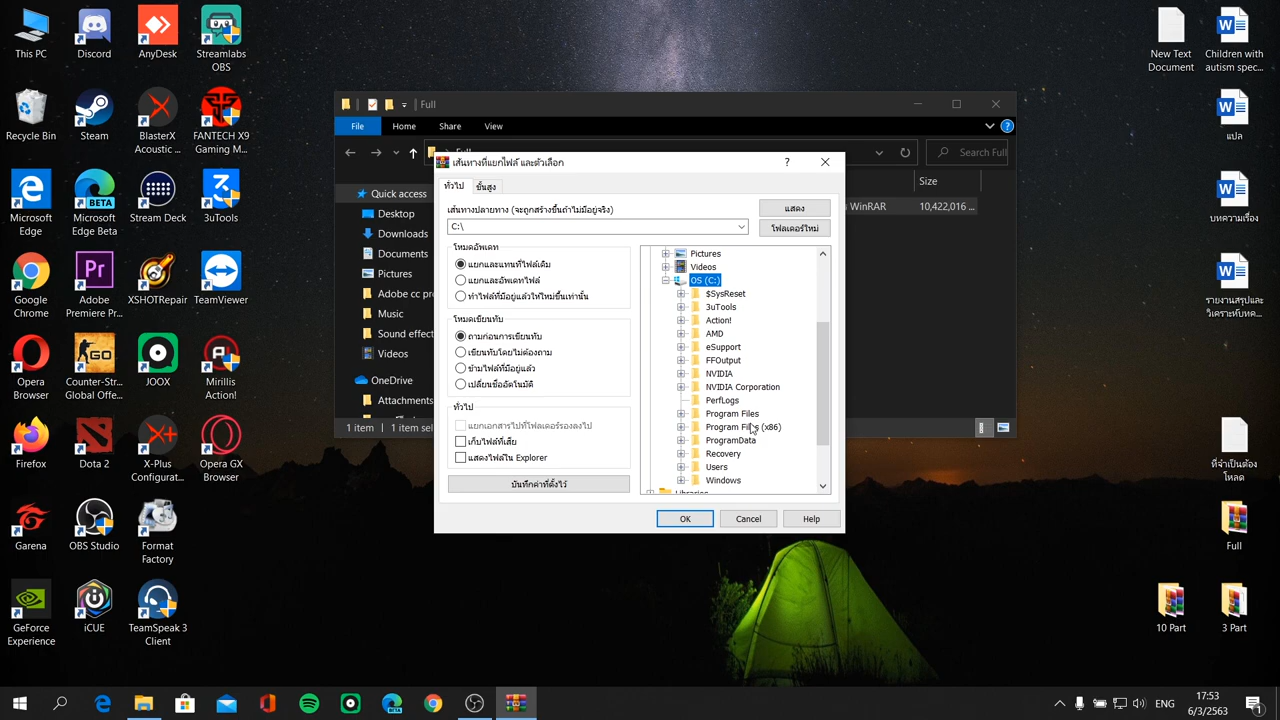 This PC
Discord
AnyDesk
Streamlabs
OBS
Recycle Bin
Steam
BlasterX
Acoustic ...
FANTECH X9
Gaming M...
Microsoft
Edge
Microsoft
Edge Beta
BETA
Stream Deck
3uTools
Google
Chrome
Adobe
Premiere Pr...
Pr
XSHOTRepair
TeamViewer
Opera
Browser
Counter-Str...
Global Offe...
JOOX
Mirillis
Action!
Firefox
Dota 2
X-Plus
Configurat...
Opera GX
Browser
Garena
OBS Studio
Format
Factory
GeForce
Experience
iCUE
TeamSpeak 3
Client
New Text
Document
Children with
autism spec...
แปล
บทความเรื่อง
รายงานสรุปและ
วิเคราะห์บท...
ที่จำเป็นต้อง
โหลด
Full
10 Part
3 Part
Full
File
Home
Share
View
Full
Search Full
Quick access
Desktop
Downloads
Documents
Pictures
Adobe cc pr
Music
Sound effect
Videos
OneDrive
Attachments
Size
WinRAR
10,422,016 ...
1 item
1 item sel
เส้นทางที่แยกไฟล์ และตัวเลือก
ทั่วไป
ขั้นสูง
เส้นทางปลายทาง (จะถูกสร้างขึ้นถ้าไม่มีอยู่จริง)
C:\
แสดง
โฟลเดอร์ใหม่
โหมดอัพเดท
แยกและแทนที่ไฟล์เดิม
แยกและอัพเดทไฟล์
ทำไฟล์ที่มีอยู่แล้วให้ใหม่ขึ้นเท่านั้น
โหมดเขียนทับ
ถามก่อนการเขียนทับ
เขียนทับโดยไม่ต้องถาม
ข้ามไฟล์ที่มีอยู่แล้ว
เปลี่ยนชื่ออัตโนมัติ
ทั่วไป
แยกเอกสารไปที่โฟลเดอร์รองลงไป
เก็บไฟล์ที่เสีย
แสดงไฟล์ใน Explorer
บันทึกค่าที่ตั้งไว้
Pictures
Videos
OS (C:)
$SysReset
3uTools
Action!
AMD
eSupport
FFOutput
NVIDIA
NVIDIA Corporation
PerfLogs
Program Files
Program Files (x86)
ProgramData
Recovery
Users
Windows
Libraries
OK
Cancel
Help
BETA
ENG
17:53
6/3/2563
1